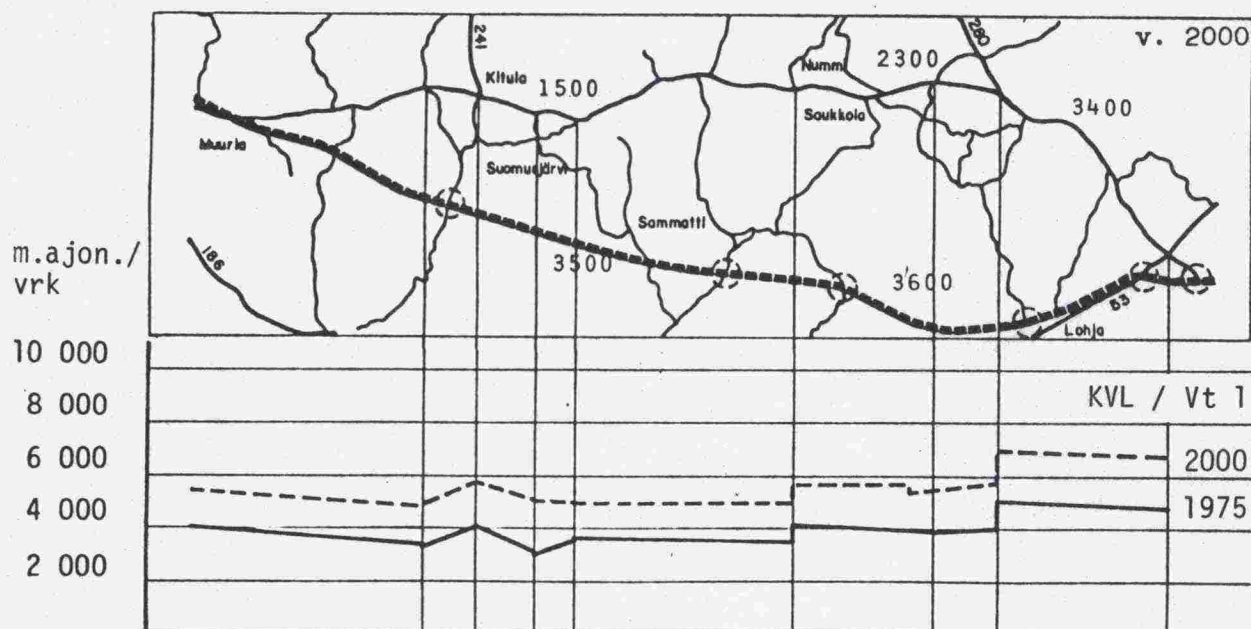 v. 2000
241
280
Kitula
1500
Nummi
2300
3400
Saukkola
Muurla
Suomusjärvi
Sammatti
186
3500
3600
53
Lohja
m.ajon./
vrk
10 000
8 000
6 000
4 000
2 000
KVL / Vt 1
2000
1975